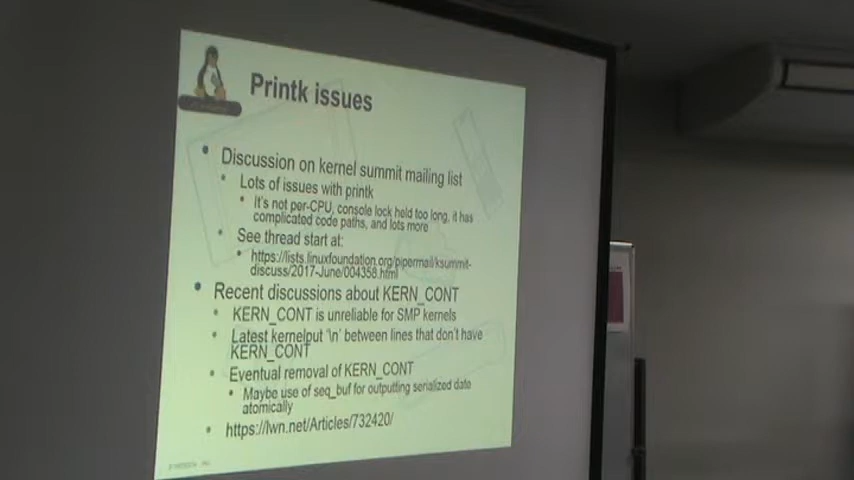 Printk issues
Discussion on kernel summit mailing list
Lots of issues with printk
It's not per-CPU, console lock held too long, it has
complicated code paths, and lots more
See thread start at:
https://lists.linuxfoundation.org/pipermail/ksummit-
discuss/2017-June/004358.html
Recent discussions about KERN_CONT
KERN_CONT is unreliable for SMP kernels
Latest kernelput '\n' between lines that don't have
KERN_CONT
Eventual removal of KERN_CONT
Maybe use of seq_buf for outputting serialized data
atomically
https://lwn.net/Articles/732420/